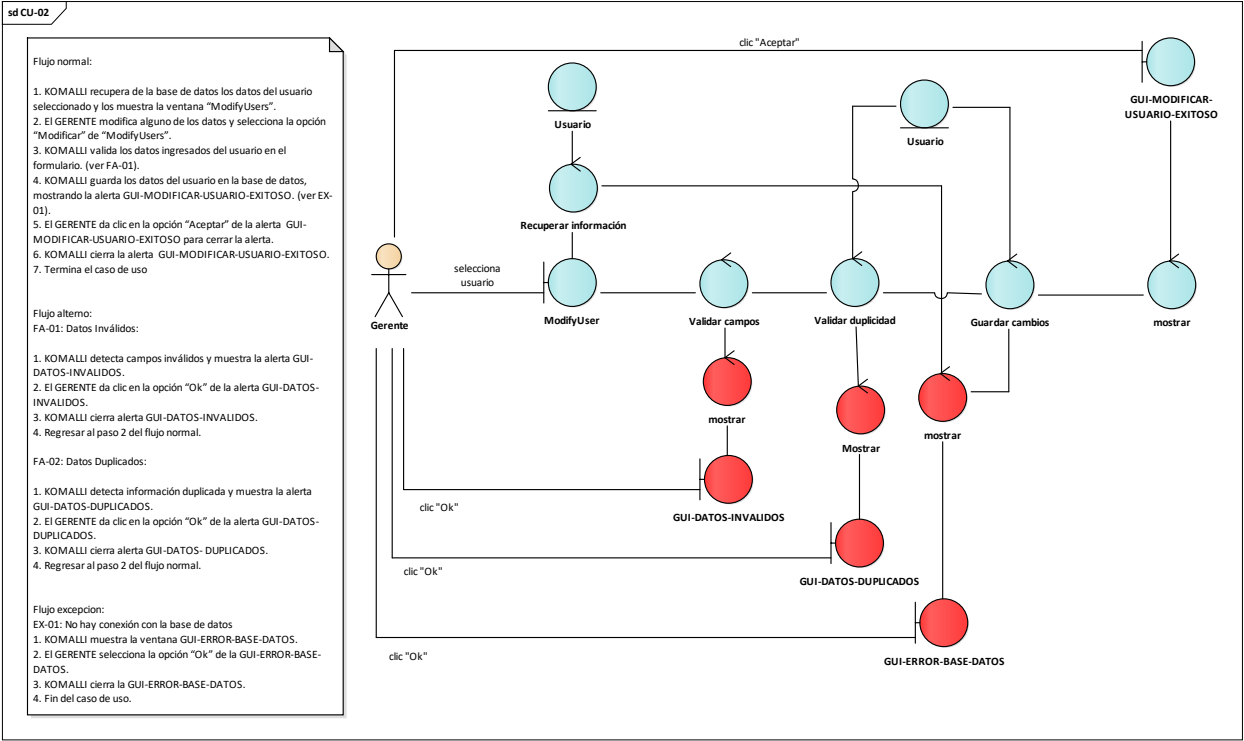 sd CU-02
Flujo normal:
1. KOMALLI recupera de la base de datos los datos del usuario
seleccionado y los muestra la ventana “ModifyUsers”.
2. El GERENTE modifica alguno de los datos y selecciona la opción
“Modificar” de “ModifyUsers”.
3. KOMALLI valida los datos ingresados del usuario en el
formulario. (ver FA-01).
4. KOMALLI guarda los datos del usuario en la base de datos,
mostrando la alerta GUI-MODIFICAR-USUARIO-EXITOSO. (ver EX-
01).
5. El GERENTE da clic en la opción “Aceptar” de la alerta  GUI-
MODIFICAR-USUARIO-EXITOSO para cerrar la alerta.
6. KOMALLI cierra la alerta  GUI-MODIFICAR-USUARIO-EXITOSO.
7. Termina el caso de uso
Flujo alterno:
FA-01: Datos Inválidos:
1. KOMALLI detecta campos inválidos y muestra la alerta GUI-
DATOS-INVALIDOS.
2. El GERENTE da clic en la opción “Ok” de la alerta GUI-DATOS-
INVALIDOS.
3. KOMALLI cierra alerta GUI-DATOS-INVALIDOS.
4. Regresar al paso 2 del flujo normal.
FA-02: Datos Duplicados:
1. KOMALLI detecta información duplicada y muestra la alerta
GUI-DATOS-DUPLICADOS.
2. El GERENTE da clic en la opción “Ok” de la alerta GUI-DATOS-
DUPLICADOS.
3. KOMALLI cierra alerta GUI-DATOS- DUPLICADOS.
4. Regresar al paso 2 del flujo normal.
Flujo excepcion:
EX-01: No hay conexión con la base de datos
1. KOMALLI muestra la ventana GUI-ERROR-BASE-DATOS.
2. El GERENTE selecciona la opción “Ok” de la GUI-ERROR-BASE-
DATOS.
3. KOMALLI cierra la GUI-ERROR-BASE-DATOS.
4. Fin del caso de uso.
clic "Aceptar"
GUI-MODIFICAR-
USUARIO-EXITOSO
Usuario
Usuario
Recuperar información
selecciona
usuario
Gerente
ModifyUser
Validar campos
Validar duplicidad
Guardar cambios
mostrar
mostrar
Mostrar
mostrar
clic "Ok"
GUI-DATOS-INVALIDOS
clic "Ok"
GUI-DATOS-DUPLICADOS
clic "Ok"
GUI-ERROR-BASE-DATOS